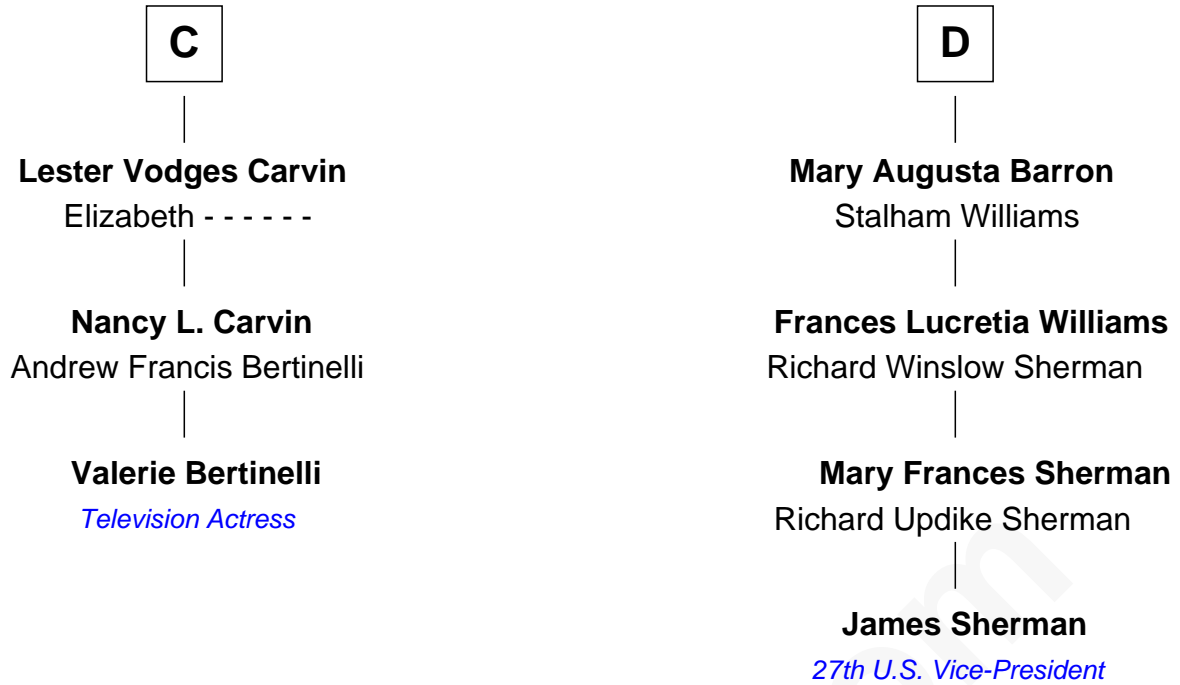 C
Lester Vodges Carvin
Elizabeth - - - - - -
Nancy L. Carvin
Andrew Francis Bertinelli
Valerie Bertinelli
Television Actress
D
Mary Augusta Barron
Stalham Williams
Frances Lucretia Williams
Richard Winslow Sherman
Mary Frances Sherman
Richard Updike Sherman
James Sherman
27th U.S. Vice-President